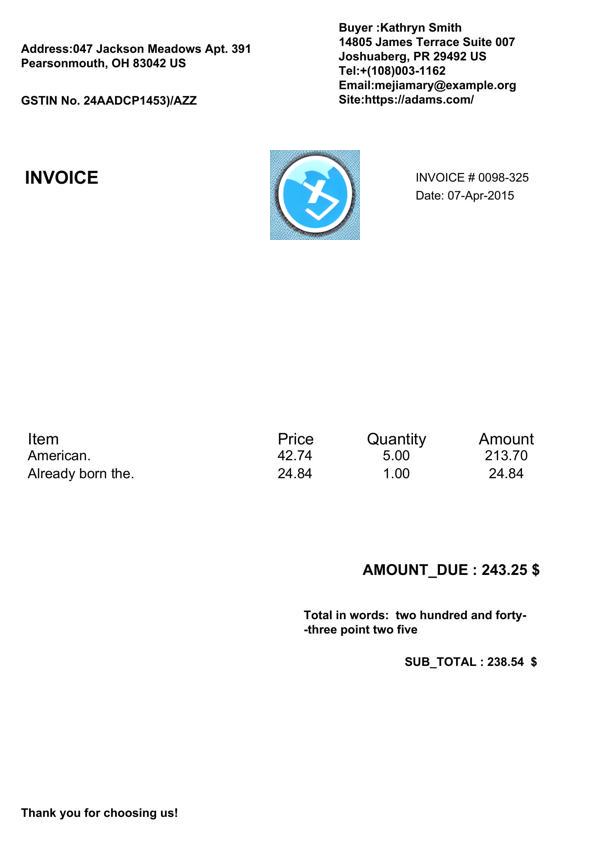 Address:047 Jackson Meadows Apt. 391
Pearsonmouth, OH 83042 US
GSTIN No. 24AADCP1453)/AZZ
Buyer :Kathryn Smith
14805 James Terrace Suite 007
Joshuaberg, PR 29492 US
Tel:+(108)003-1162
Email:mejiamary@example.org
Site:https://adams.com/
INVOICE
INVOICE # 0098-325
Date: 07-Apr-2015
Item Price Quantity Amount
American. 42.74 5.00 213.70
Already born the. 24.84 1.00 24.84
AMOUNT_DUE : 243.25 $
Total in words: two hundred and forty-
-three point two five
SUB_TOTAL : 238.54 $
Thank you for choosing us!